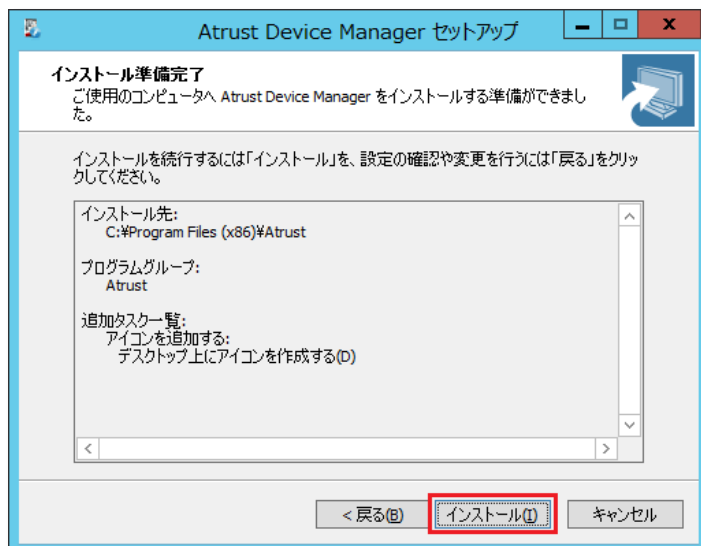 Atrust Device Manager セットアップ
インストール準備完了
ご使用のコンピュータへ Atrust Device Manager をインストールする準備ができまし
た。
インストールを続行するには「インストール」を、設定の確認や変更を行うには「戻る」をクリッ
クしてください。
インストール先:
C:¥Program Files (x86)¥Atrust
プログラムグループ:
Atrust
追加タスク一覧:
アイコンを追加する:
デスクトップ上にアイコンを作成する(D)
< 戻る(B)
インストール(I)
キャンセル